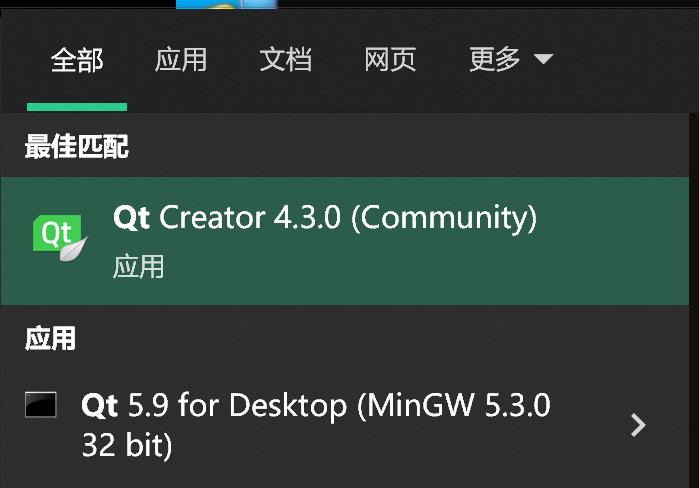 全部 应用 文档 网页 更多
最佳匹配
Qt
Qt Creator 4.3.0 (Community)
应用
应用
Qt 5.9 for Desktop (MinGW 5.3.0
32 bit)